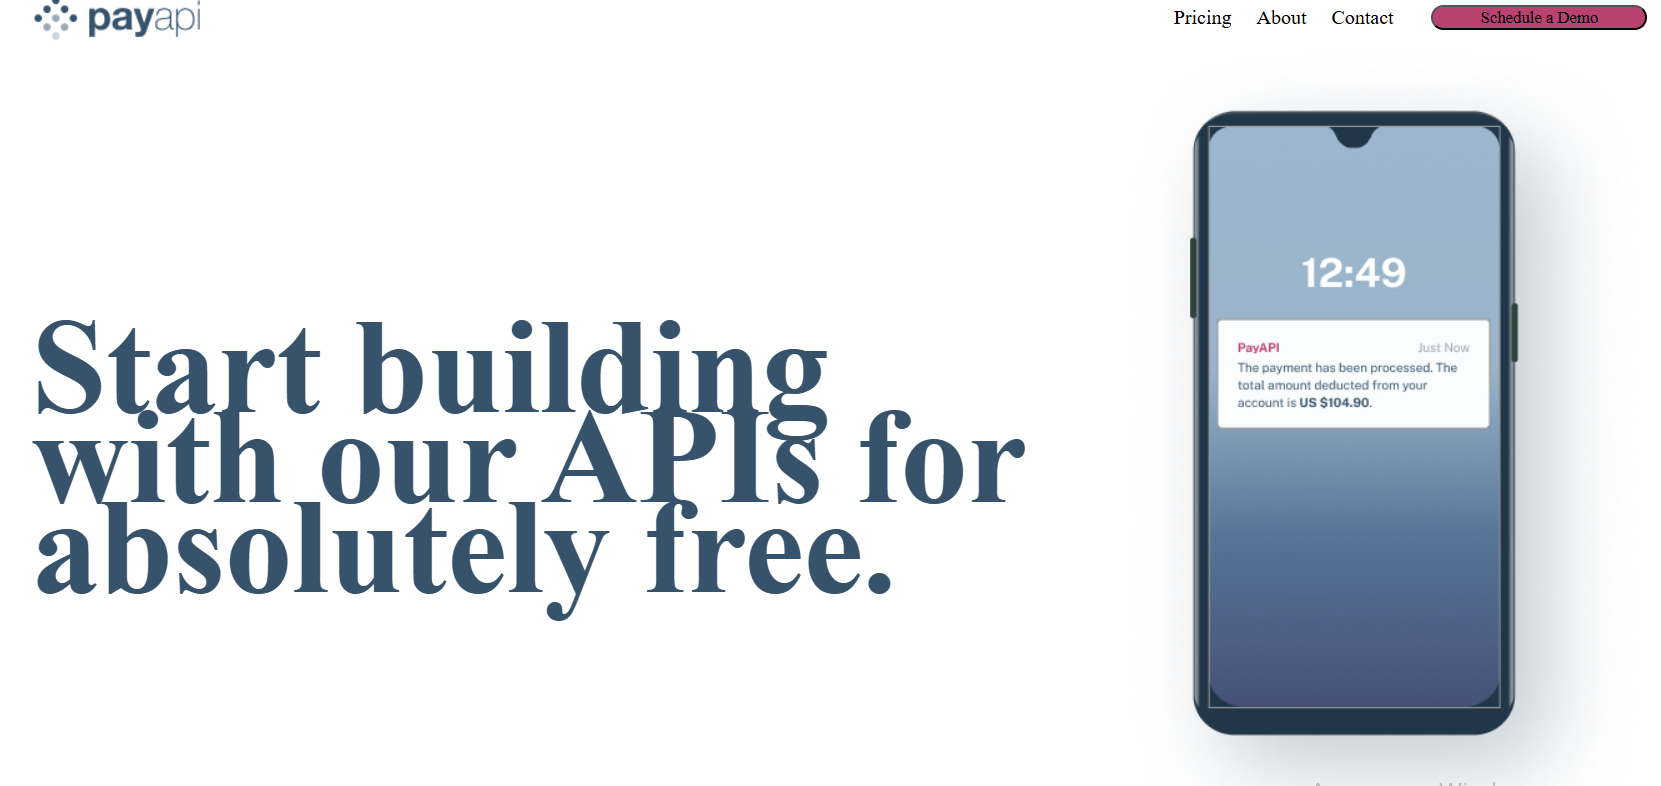 payapi
Pricing About Contact Schedule a Demo
Start building
with our APIs for
absolutely free.
12:49
PayAPI Just Now
The payment has been processed. The
total amount deducted from your
account is US $104.90.